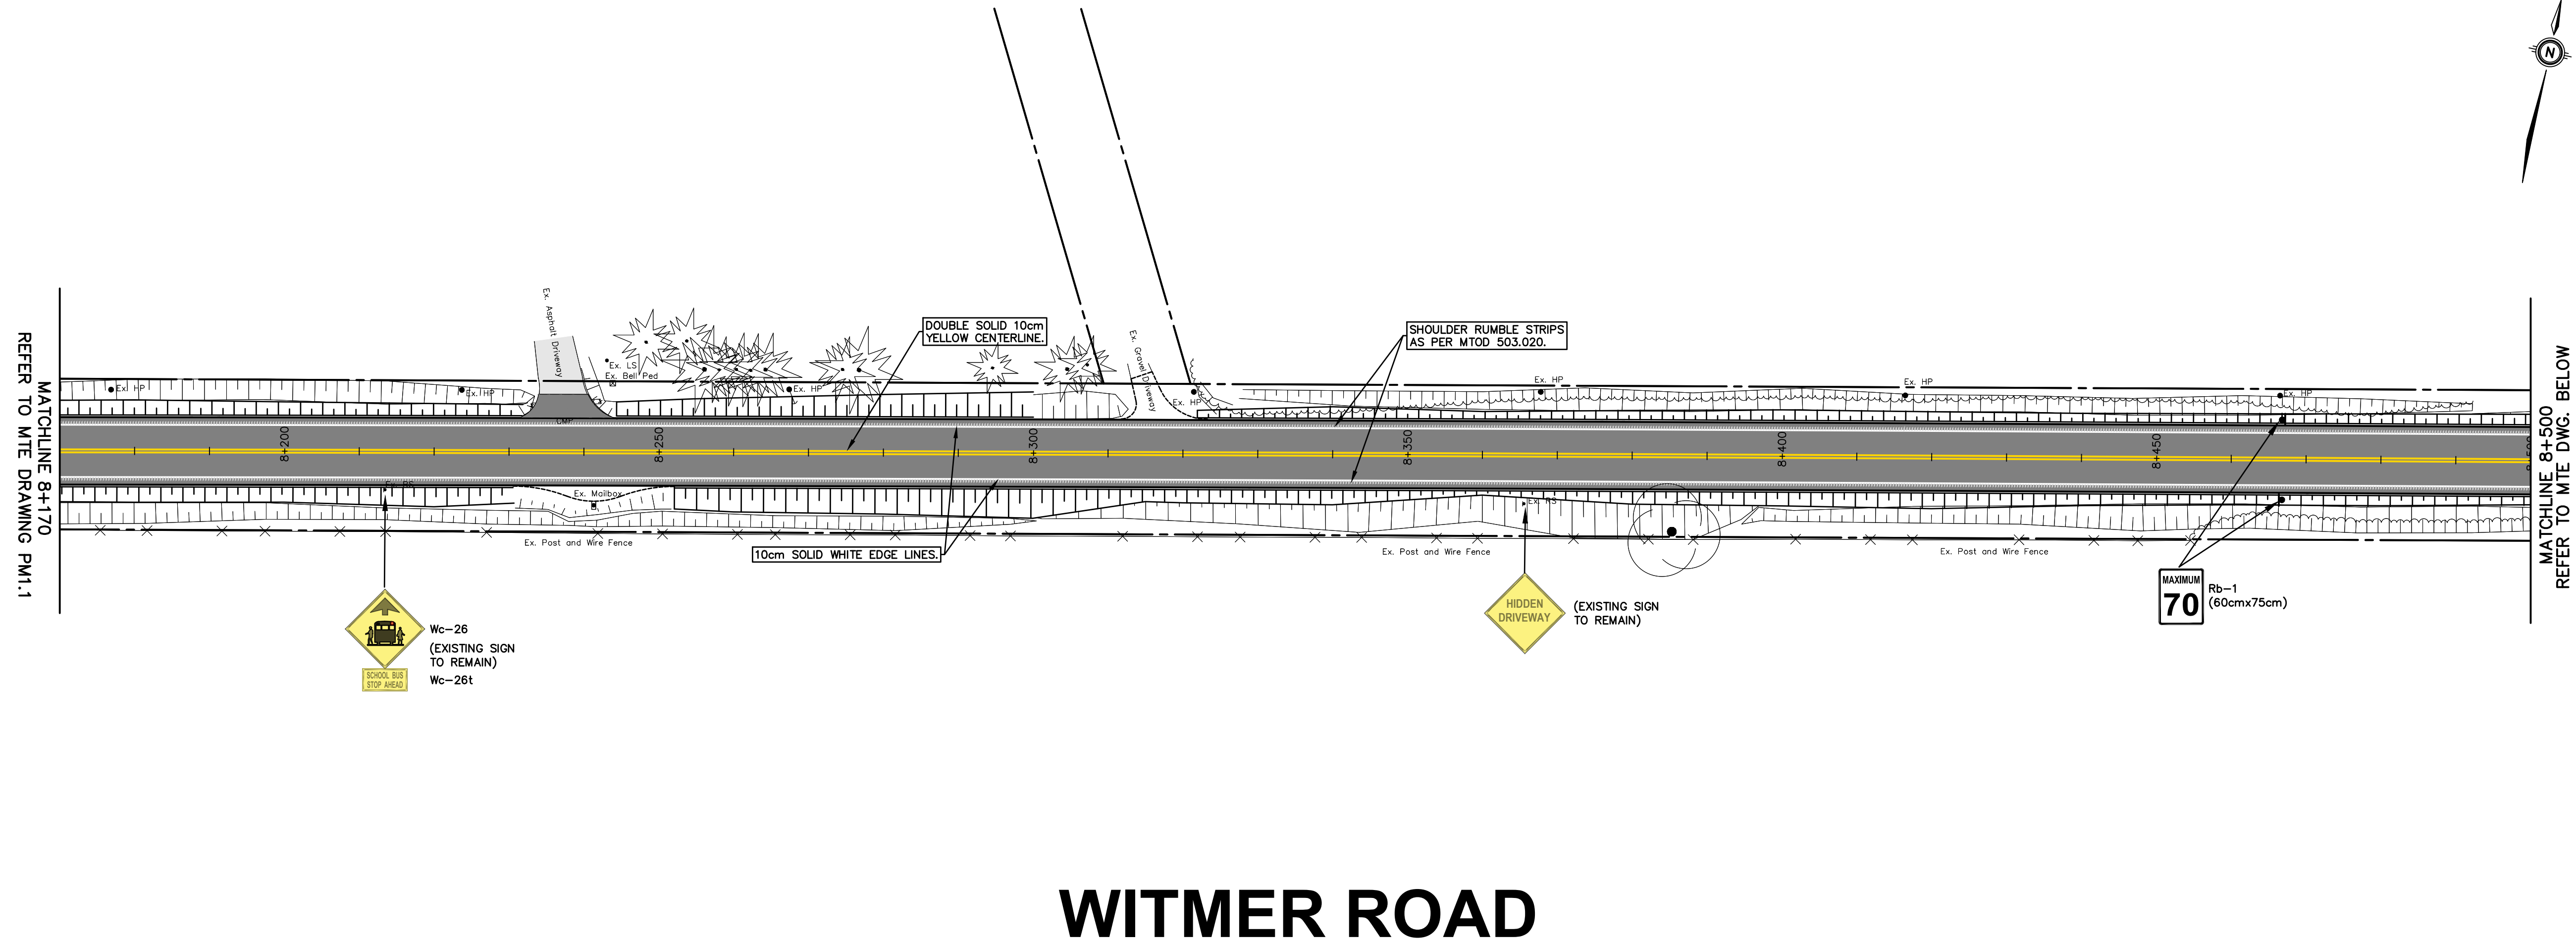 N
Ex. Asphalt Driveway
Ex. Gravel Driveway
DOUBLE SOLID 10cm
YELLOW CENTERLINE.
SHOULDER RUMBLE STRIPS
AS PER MTOD 503.020.
Ex. LS
Ex. Bell Ped
Ex HP
Ex. HP
Ex. HP
Ex. HP
Ex. HP
Ex. HP
Ex. HP
CMP
MATCHLINE 8+170
REFER TO MTE DRAWING PM1.1
8+200
8+250
8+300
8+350
8+400
8+450
MATCHLINE 8+500
REFER TO MTE DWG. BELOW
Ex. RS
Ex. Mailbox
Ex. RS
Ex. Post and Wire Fence
Ex. Post and Wire Fence
Ex. Post and Wire Fence
10cm SOLID WHITE EDGE LINES.
Wc-26
(EXISTING SIGN
TO REMAIN)
SCHOOL BUS
STOP AHEAD
Wc-26t
HIDDEN
DRIVEWAY
(EXISTING SIGN
TO REMAIN)
MAXIMUM
70
Rb-1
(60cmx75cm)
WITMER ROAD